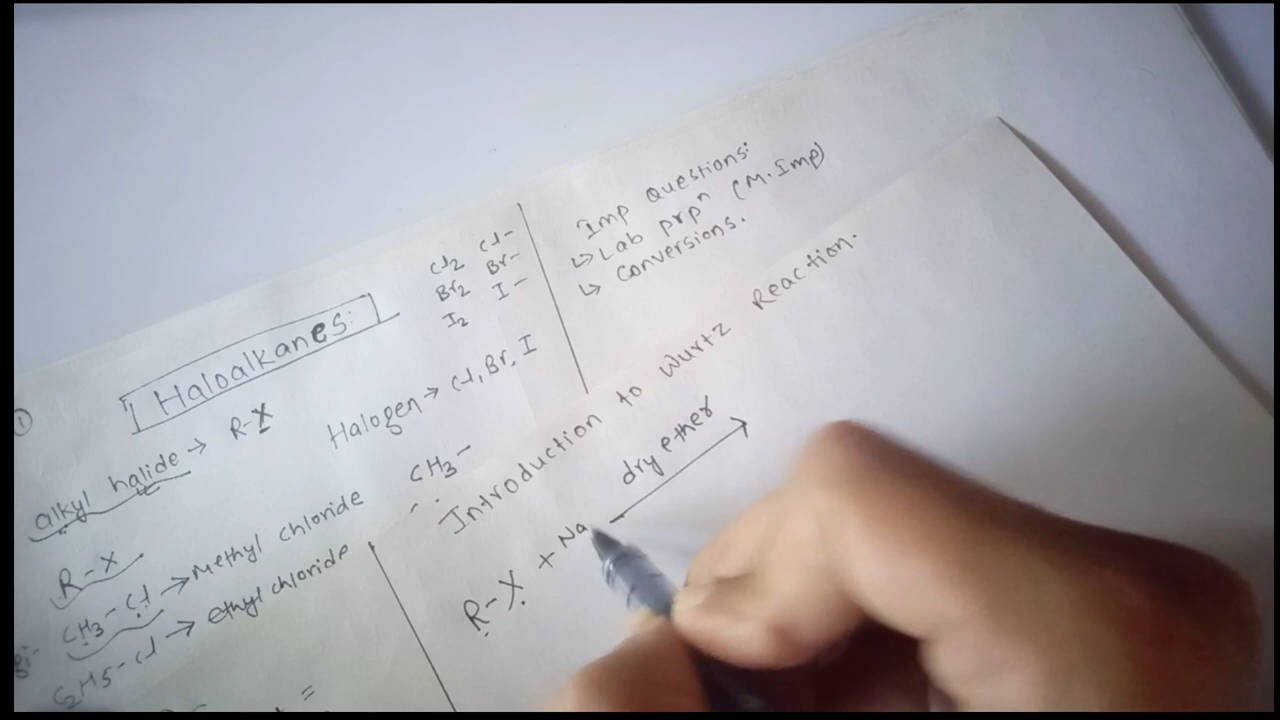 ①
Haloalkanes:
alkyl halide → R-X
Cl2 Cl-
Br2 Br-
I2 I-
Halogen → Cl, Br, I
R-X
CH3-Cl → Methyl chloride
CH3-
C2H5-Cl → ethyl chloride
Imp Questions:
↳ Lab prpⁿ (M.Imp)
↳ Conversions.
Introduction to Wurtz Reaction.
R-X + Na dry ether →